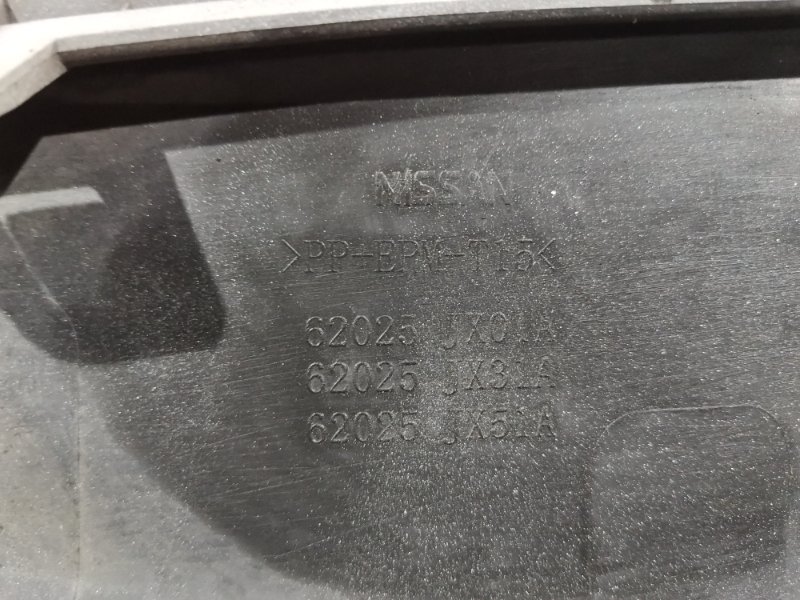 NISSAN
>PP-EPM-T15<
62025 JX01A
62025 JX31A
62025 JX51A